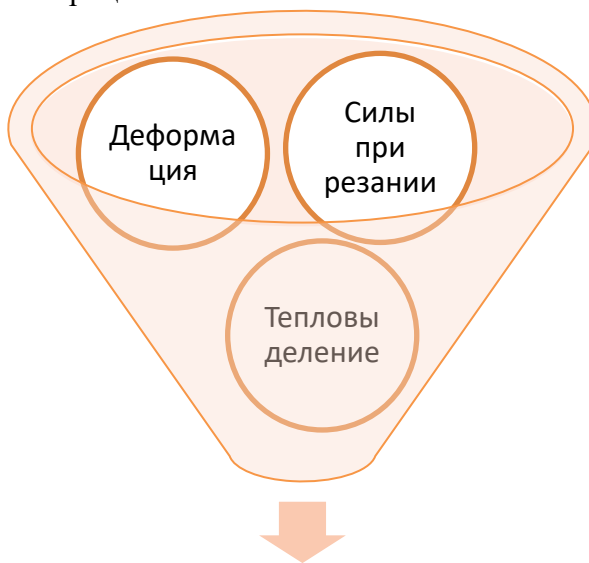 Деформа
ция
Силы
при
резании
Тепловы
деление